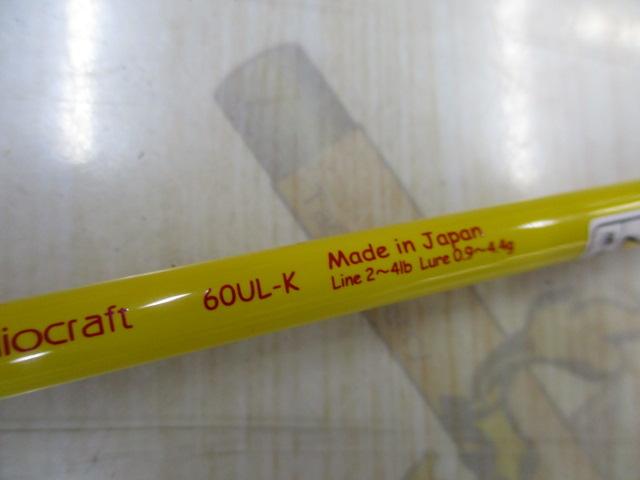 iocraft 60UL-K Made in Japan
Line 2~4lb Lure 0.9~4.4g